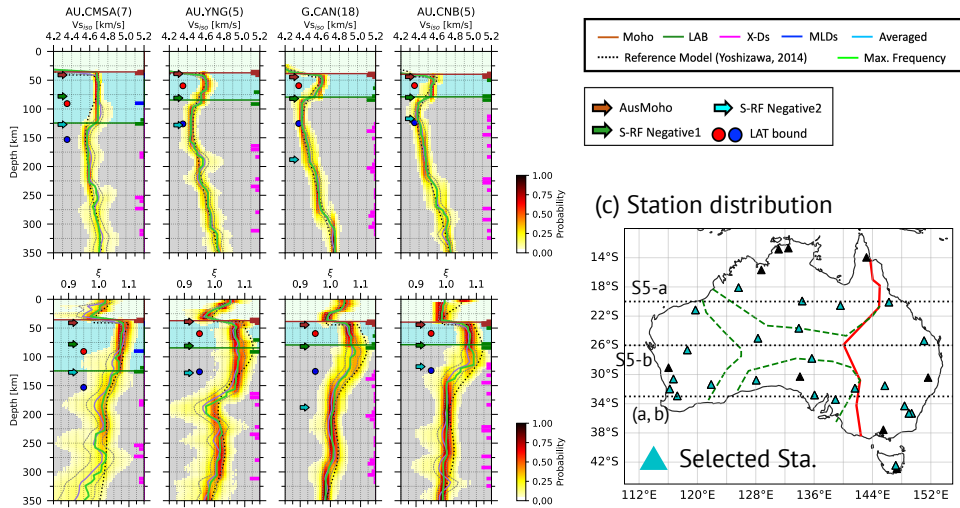 AU.CMSA(7) AU.YNG(5) G.CAN(18) AU.CNB(5)
Vs_iso [km/s] Vs_iso [km/s] Vs_iso [km/s] Vs_iso [km/s]
4.2 4.4 4.6 4.8 5.0 5.2 4.2 4.4 4.6 4.8 5.0 5.2 4.2 4.4 4.6 4.8 5.0 5.2 4.2 4.4 4.6 4.8 5.0 5.2
0
50
100
150
200
250
300
350
Depth [km]
1.00
0.75
0.50
0.25
0.00
Probability
ξ ξ ξ ξ
0.9 1.0 1.1 0.9 1.0 1.1 0.9 1.0 1.1 0.9 1.0 1.1
0
50
100
150
200
250
300
350
Depth [km]
1.00
0.75
0.50
0.25
0.00
Probability
Moho LAB X-Ds MLDs Averaged
Reference Model (Yoshizawa, 2014) Max. Frequency
AusMoho S-RF Negative2
S-RF Negative1 LAT bound
(c) Station distribution
14°S
18°S
22°S
26°S
30°S
34°S
38°S
42°S
S5-a
S5-b
(a, b)
Selected Sta.
112°E 120°E 128°E 136°E 144°E 152°E